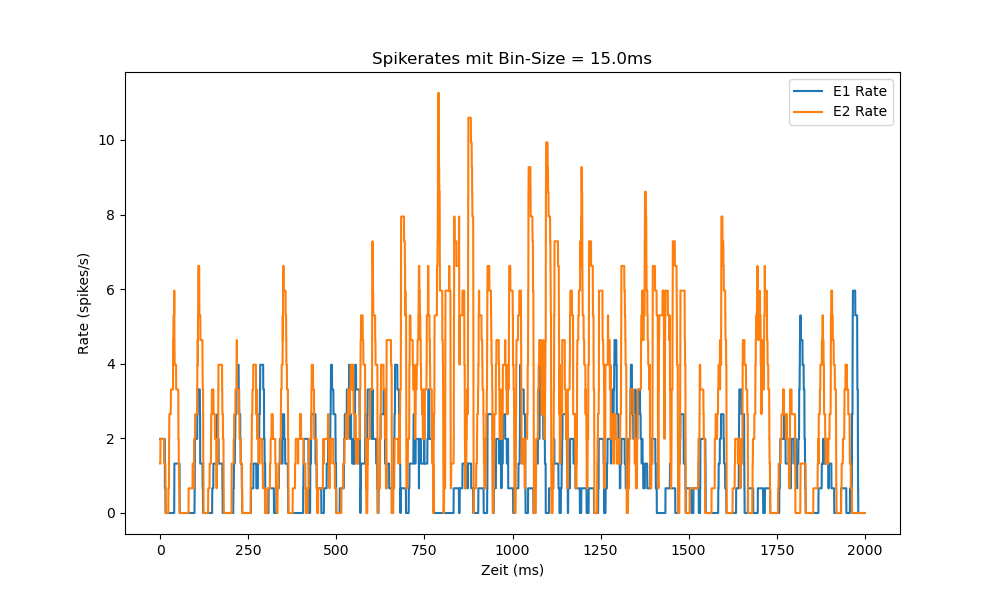 Spikerates mit Bin-Size = 15.0ms
E1 Rate
E2 Rate
Rate (spikes/s)
10
8
6
4
2
0
0 250 500 750 1000 1250 1500 1750 2000
Zeit (ms)